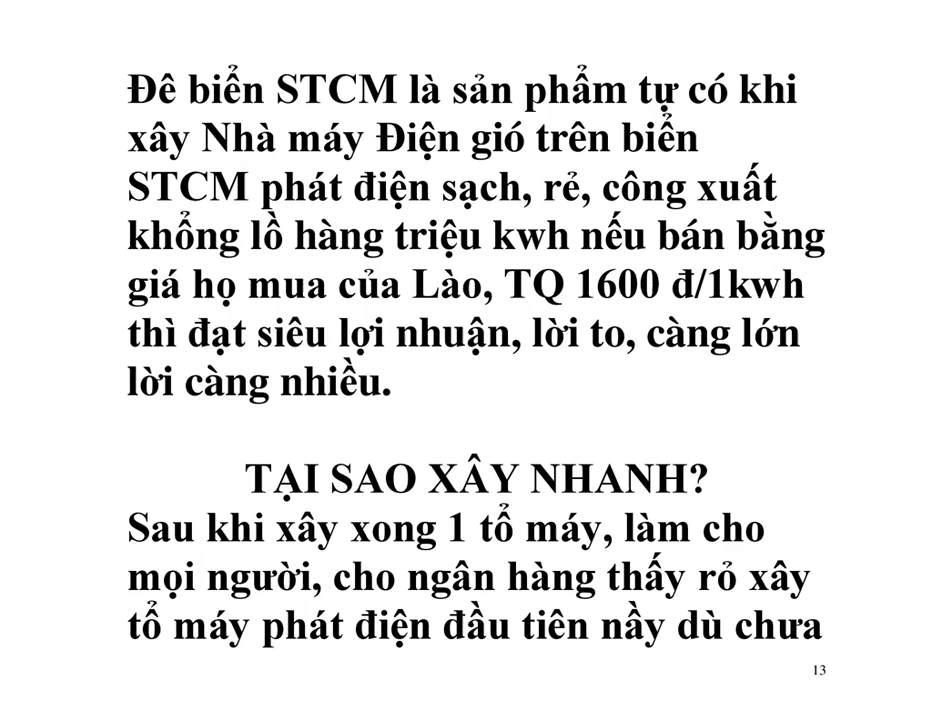 Đê biển STCM là sản phẩm tự có khi
xây Nhà máy Điện gió trên biển
STCM phát điện sạch, rẻ, công xuất
khổng lồ hàng triệu kwh nếu bán bằng
giá họ mua của Lào, TQ 1600 đ/1kwh
thì đạt siêu lợi nhuận, lời to, càng lớn
lời càng nhiều.
TẠI SAO XÂY NHANH?
Sau khi xây xong 1 tổ máy, làm cho
mọi người, cho ngân hàng thấy rỏ xây
tổ máy phát điện đầu tiên nầy dù chưa
13